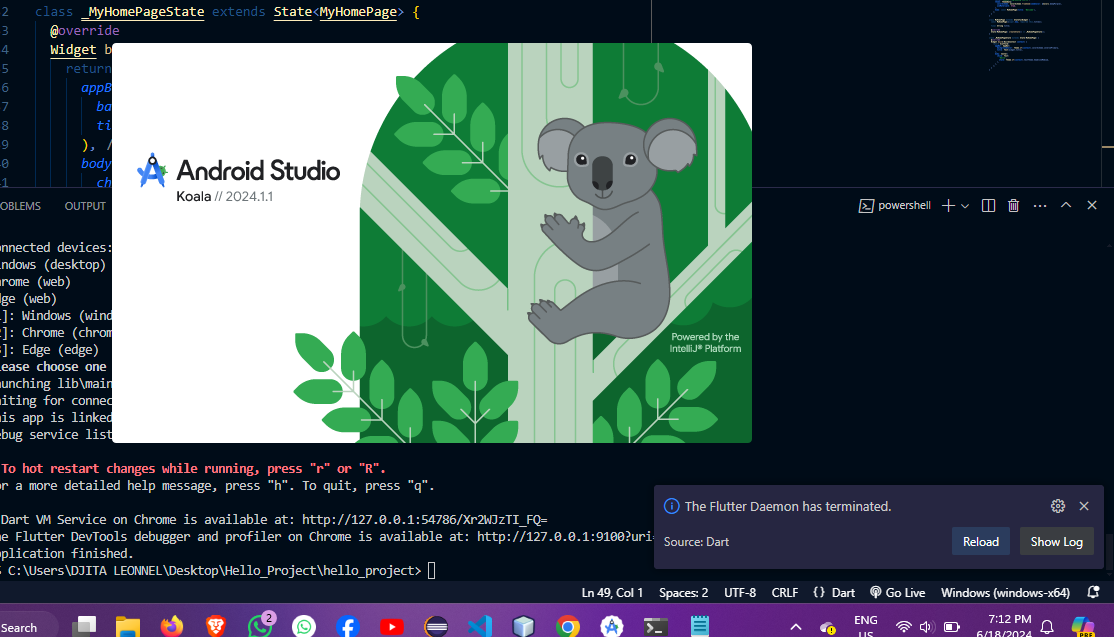 2 class _MyHomePageState extends State<MyHomePage> {
3 @override
4 Widget b
5 return
6 appB
7 ba
8 ti
9 ), /
0 body
1 ch
Android Studio
Koala // 2024.1.1
Powered by the
IntelliJ® Platform
OBLEMS OUTPUT
powershell
nnected devices:
ndows (desktop)
rome (web)
ge (web)
]: Windows (wind
]: Chrome (chrom
]: Edge (edge)
ease choose one
unching lib\main
iting for connec
is app is linked
bug service list
To hot restart changes while running, press "r" or "R".
r a more detailed help message, press "h". To quit, press "q".
Dart VM Service on Chrome is available at: http://127.0.0.1:54786/Xr2WJzTI_FQ=
e Flutter DevTools debugger and profiler on Chrome is available at: http://127.0.0.1:9100?uri=
plication finished.
C:\Users\DJITA LEONNEL\Desktop\Hello_Project\hello_project>
The Flutter Daemon has terminated.
Source: Dart
Reload
Show Log
Ln 49, Col 1 Spaces: 2 UTF-8 CRLF {} Dart Go Live Windows (windows-x64)
Search
2
ENG
US
7:12 PM
6/18/2024
PRE